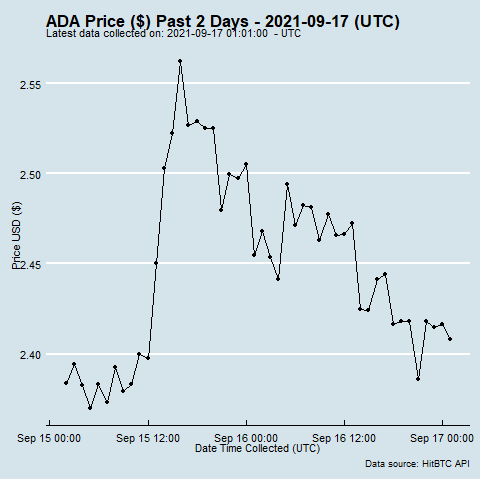 ADA Price ($) Past 2 Days - 2021-09-17 (UTC)
Latest data collected on: 2021-09-17 01:01:00 - UTC
2.55
2.50
2.45
2.40
Price USD ($)
Sep 15 00:00 Sep 15 12:00 Sep 16 00:00 Sep 16 12:00 Sep 17 00:00
Date Time Collected (UTC)
Data source: HitBTC API